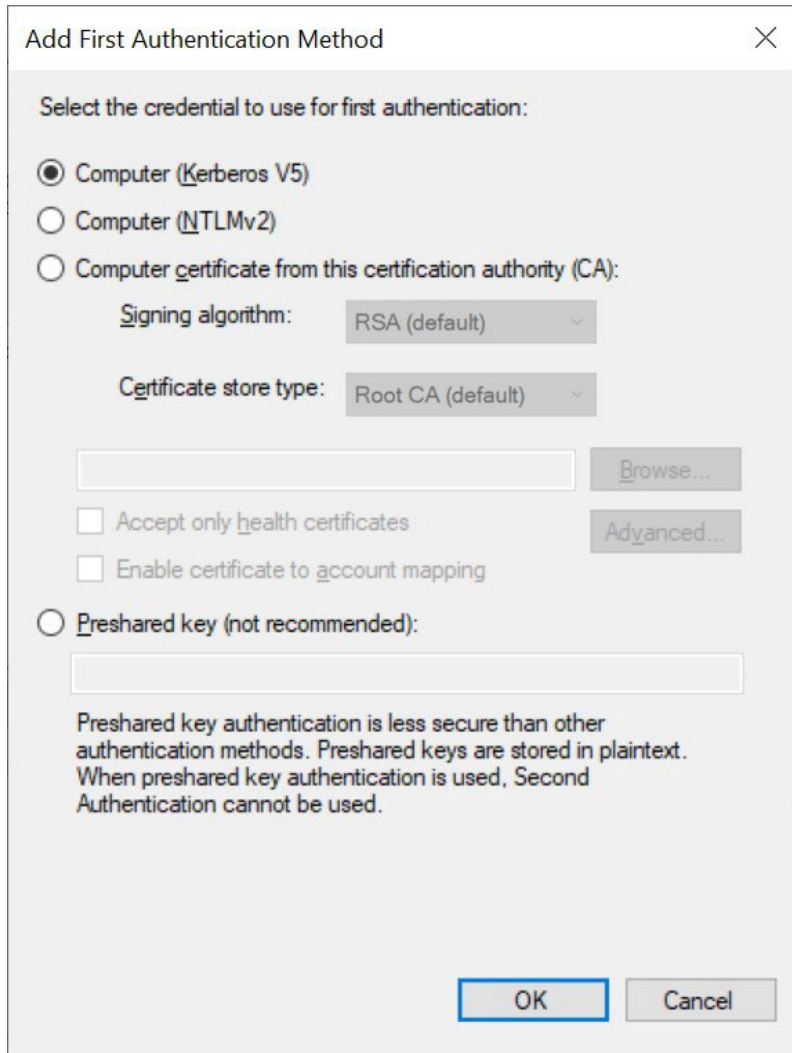 Add First Authentication Method
Select the credential to use for first authentication:
Computer (Kerberos V5)
Computer (NTLMv2)
Computer certificate from this certification authority (CA):
Signing algorithm: RSA (default)
Certificate store type: Root CA (default)
Browse...
Accept only health certificates
Advanced...
Enable certificate to account mapping
Preshared key (not recommended):
Preshared key authentication is less secure than other
authentication methods. Preshared keys are stored in plaintext.
When preshared key authentication is used, Second
Authentication cannot be used.
OK Cancel